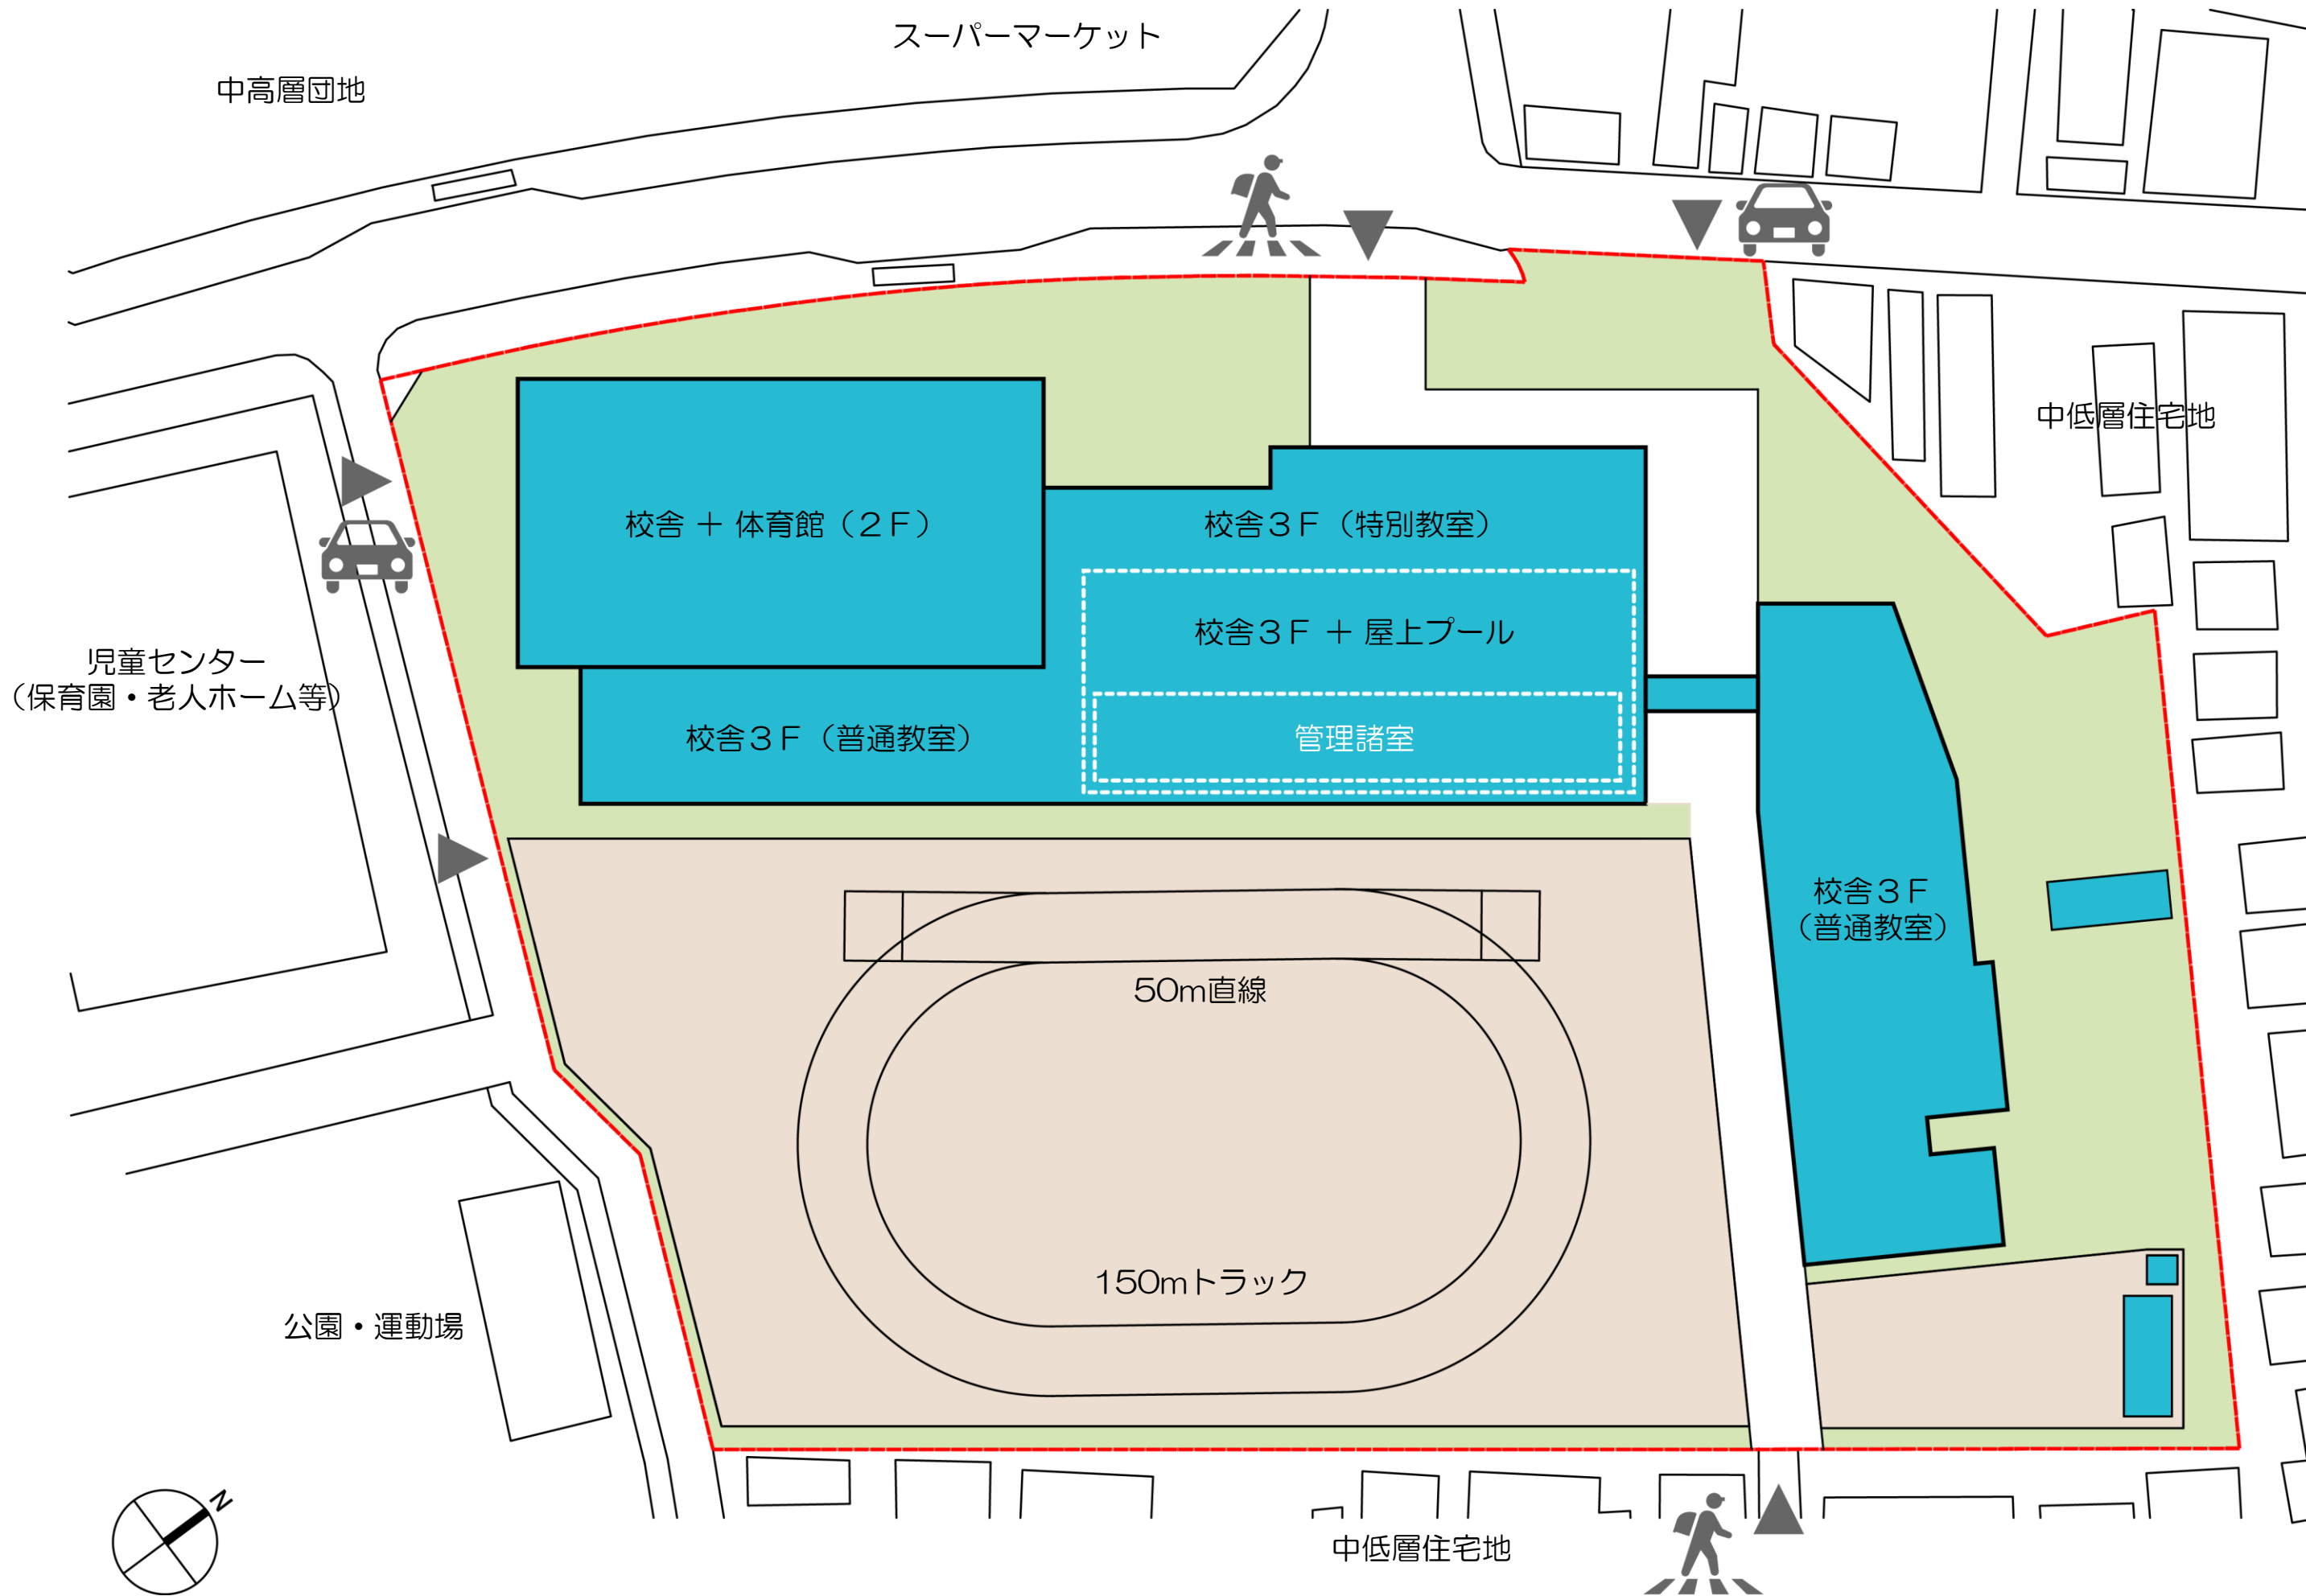 スーパーマーケット
中高層団地
中低層住宅地
校舎 + 体育館（２Ｆ）
校舎３Ｆ（特別教室）
校舎３Ｆ + 屋上プール
児童センター
（保育園・老人ホーム等）
校舎３Ｆ（普通教室）
管理諸室
校舎３Ｆ
（普通教室）
50m直線
150mトラック
公園・運動場
N
中低層住宅地